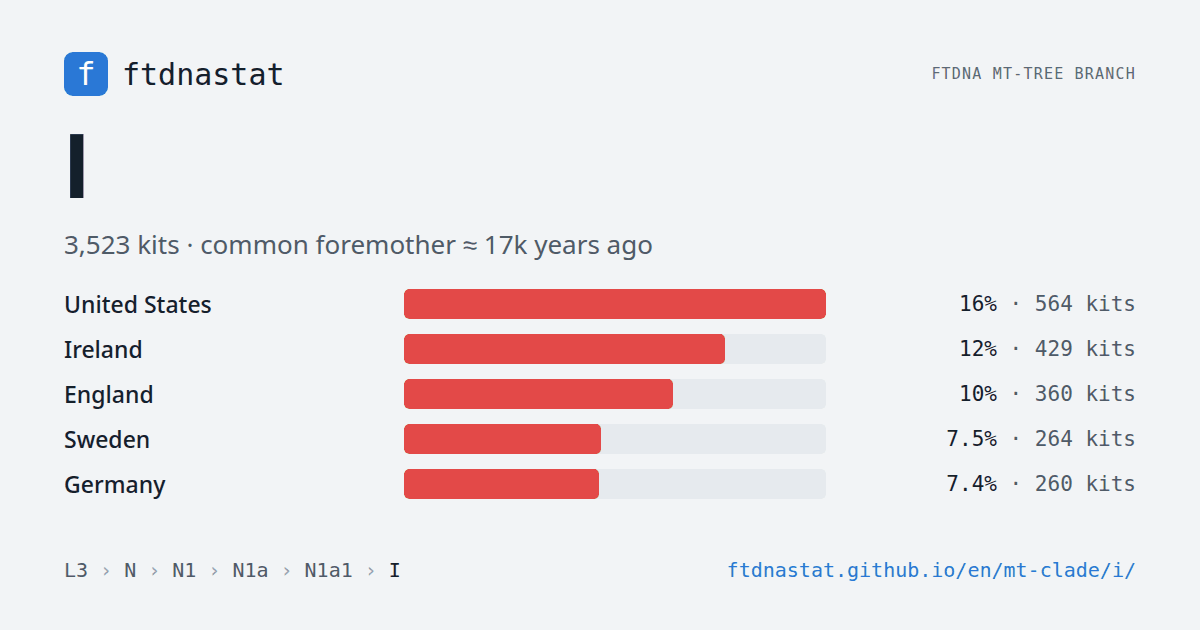 f ftdnastat
FTDNA MT-TREE BRANCH
I
3,523 kits · common foremother ≈ 17k years ago
United States 16% · 564 kits
Ireland 12% · 429 kits
England 10% · 360 kits
Sweden 7.5% · 264 kits
Germany 7.4% · 260 kits
L3 › N › N1 › N1a › N1a1 › I
ftdnastat.github.io/en/mt-clade/i/